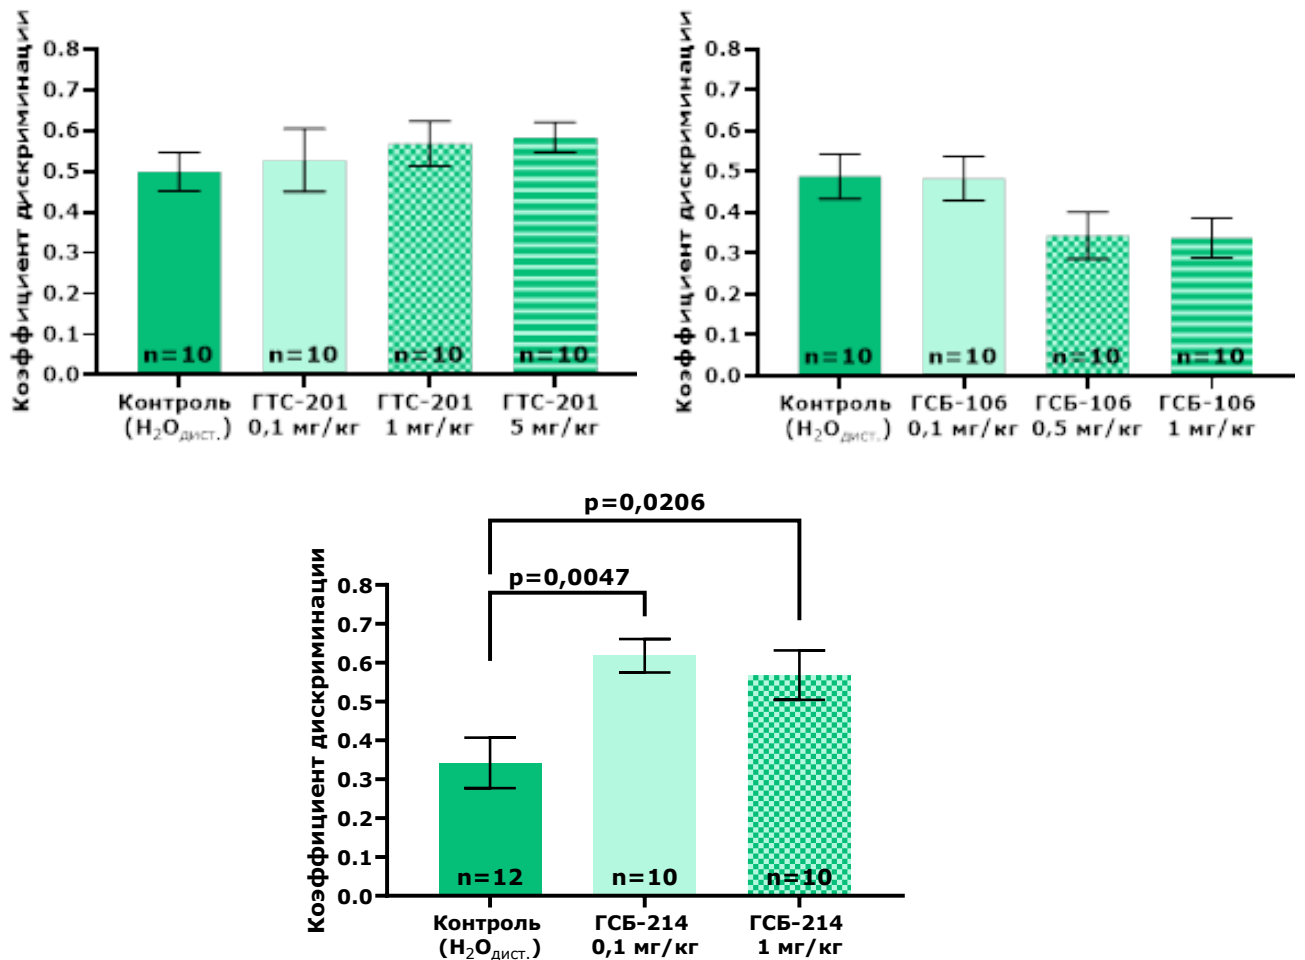 Коэффициент дискриминации
0.8
0.7
0.6
0.5
0.4
0.3
0.2
0.1
0.0
n=10
n=10
n=10
n=10
Контроль
(H₂Oдист.)
ГТС-201
0,1 мг/кг
ГТС-201
1 мг/кг
ГТС-201
5 мг/кг
Коэффициент дискриминации
0.8
0.7
0.6
0.5
0.4
0.3
0.2
0.1
0.0
n=10
n=10
n=10
n=10
Контроль
(H₂Oдист.)
ГСБ-106
0,1 мг/кг
ГСБ-106
0,5 мг/кг
ГСБ-106
1 мг/кг
p=0,0206
p=0,0047
Коэффициент дискриминации
0.8
0.7
0.6
0.5
0.4
0.3
0.2
0.1
0.0
n=12
n=10
n=10
Контроль
(H₂Oдист.)
ГСБ-214
0,1 мг/кг
ГСБ-214
1 мг/кг